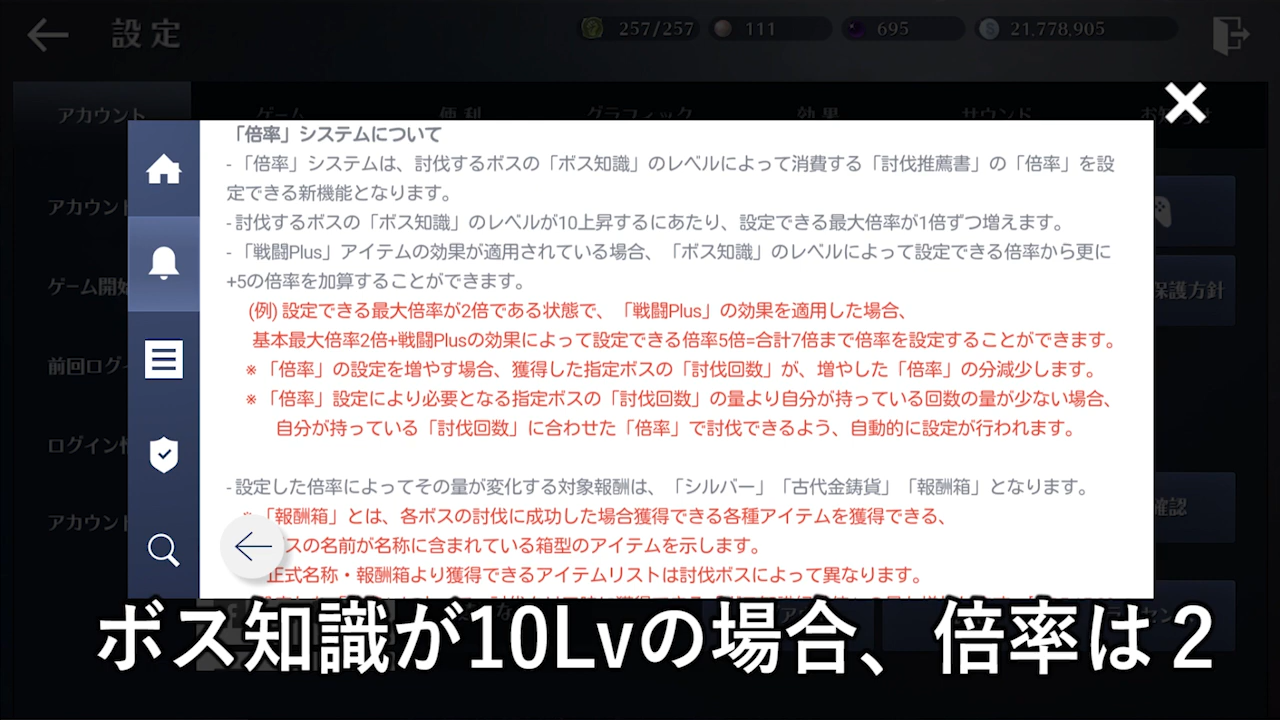 設定
257/257
111
695
21,778,905
アカウント
ゲーム
便利
グラフィック
効果
サウンド
「倍率」システムについて
-「倍率」システムは、討伐するボスの「ボス知識」のレベルによって消費する「討伐推薦書」の「倍率」を設
定できる新機能となります。
-討伐するボスの「ボス知識」のレベルが10上昇するにあたり、設定できる最大倍率が1倍ずつ増えます。
-「戦闘Plus」アイテムの効果が適用されている場合、「ボス知識」のレベルによって設定できる倍率から更に
+5の倍率を加算することができます。
(例) 設定できる最大倍率が2倍である状態で、「戦闘Plus」の効果を適用した場合、
基本最大倍率2倍+戦闘Plusの効果によって設定できる倍率5倍=合計7倍まで倍率を設定することができます。
※「倍率」の設定を増やす場合、獲得した指定ボスの「討伐回数」が、増やした「倍率」の分減少します。
※「倍率」設定により必要となる指定ボスの「討伐回数」の量より自分が持っている回数の量が少ない場合、
自分が持っている「討伐回数」に合わせた「倍率」で討伐できるよう、自動的に設定が行われます。
-設定した倍率によってその量が変化する対象報酬は、「シルバー」「古代金鋳貨」「報酬箱」となります。
※「報酬箱」とは、各ボスの討伐に成功した場合獲得できる各種アイテムを獲得できる、
スの名前が名称に含まれている箱型のアイテムを示します。
正式名称・報酬箱より獲得できるアイテムリストは討伐ボスによって異なります。
アカウント
ゲーム開始
前回ログイ
ログイン
アカウント
保護方針
確認
ボス知識が10Lvの場合、倍率は２